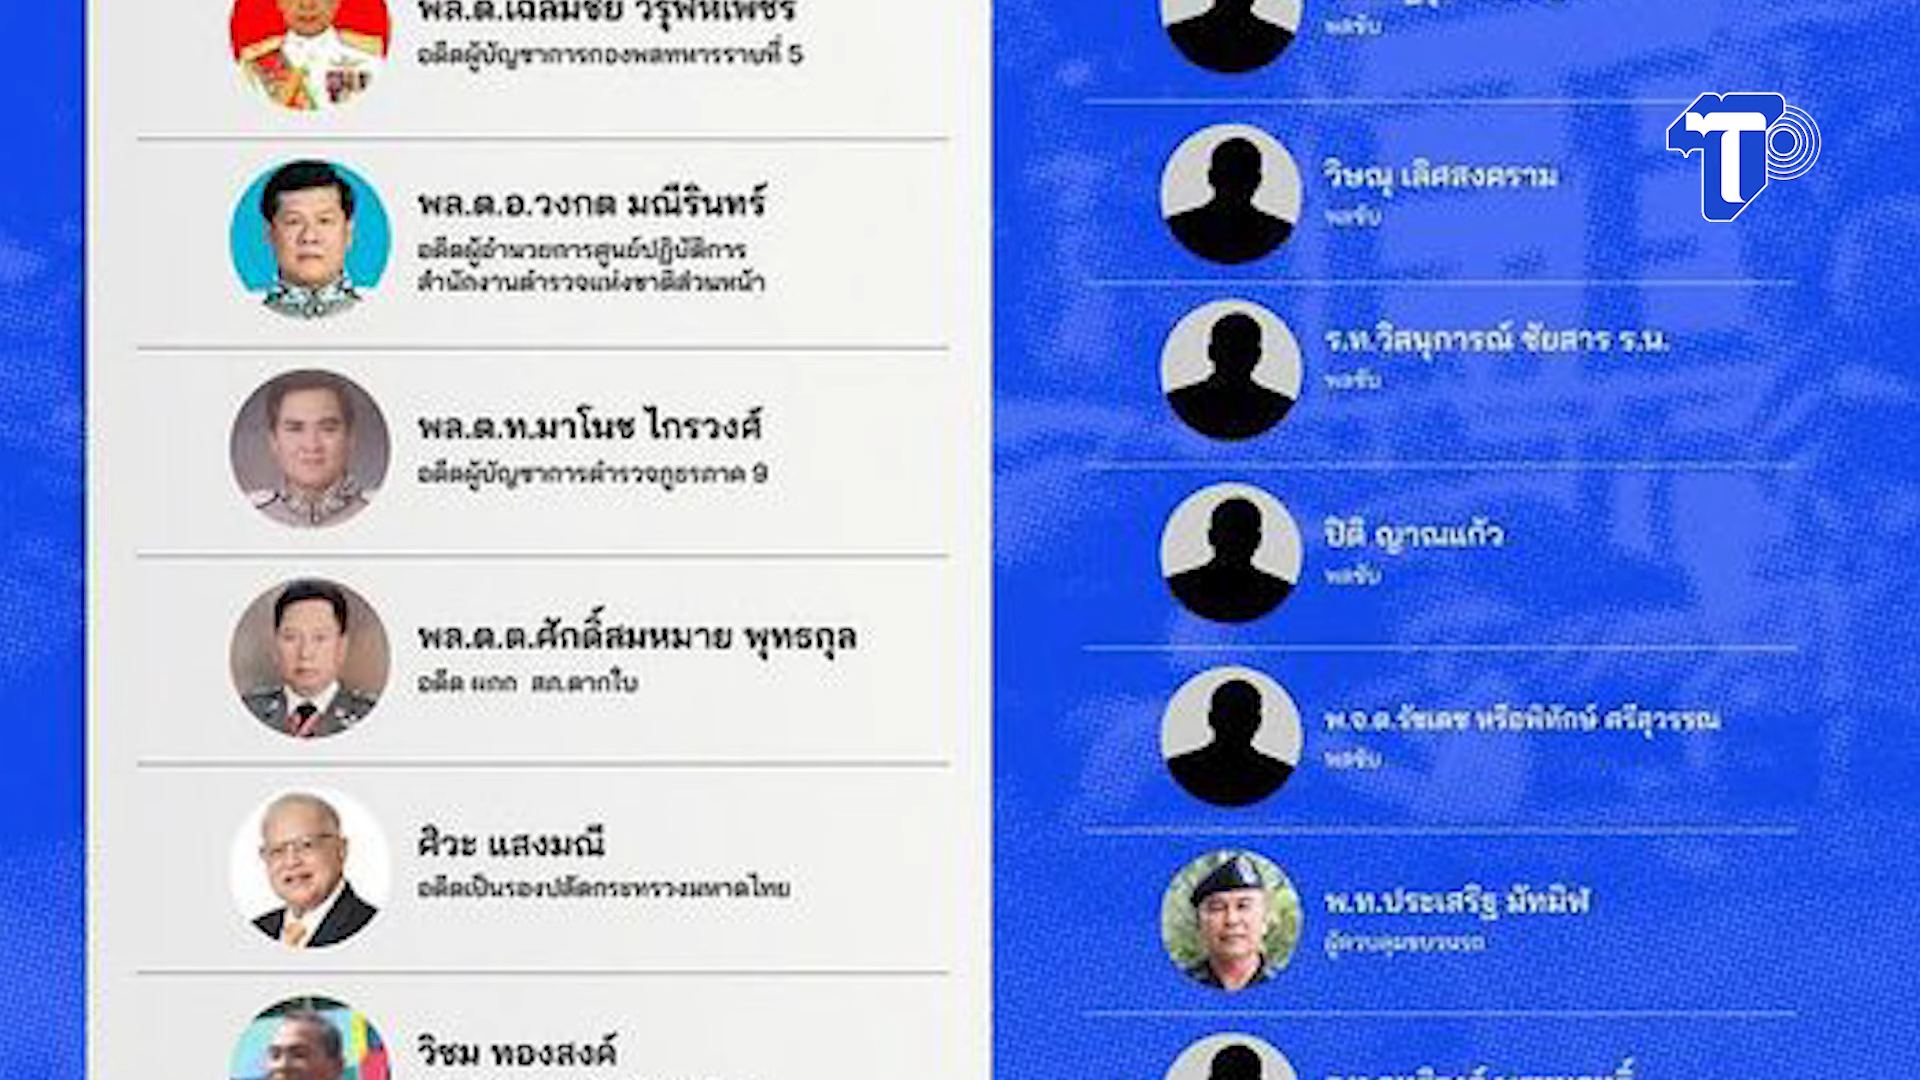 พล.ต.เฉลิมชัย วิรุฬห์เพชร
อดีตผู้บัญชาการกองพลทหารราบที่ 5
พล.ต.อ.วงกต มณีรินทร์
อดีตผู้อำนวยการศูนย์ปฏิบัติการ
สำนักงานตำรวจแห่งชาติส่วนหน้า
พล.ต.ท.มาโนช ไกรวงศ์
อดีตผู้บัญชาการตำรวจภูธรภาค 9
พล.ต.ต.ศักดิ์สมหมาย พุทธกูล
อดีต ผกก สภ.ตากใบ
ศิวะ แสงมณี
อดีตเป็นรองปลัดกระทรวงมหาดไทย
วิชม ทองสงค์
พลขับ
วิษณุ เลิศสงคราม
พลขับ
ร.ท.วิสนุการณ์ ชัยสาร ร.น.
พลขับ
ปิติ ญาณแก้ว
พลขับ
พ.จ.ต.รัชเดช หรือพิทักษ์ ศรีสุวรรณ
พลขับ
พ.ท.ประเสริฐ มัทมิฬ
ผู้ควบคุมขบวนรถ